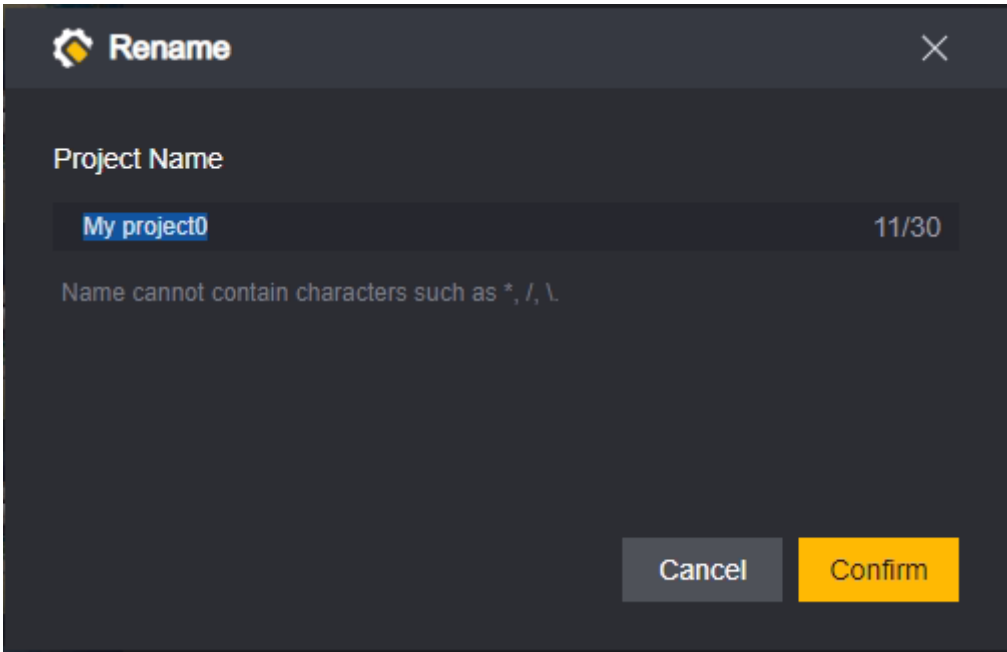 Rename
Project Name
My project0 11/30
Name cannot contain characters such as *, /, \.
Cancel Confirm